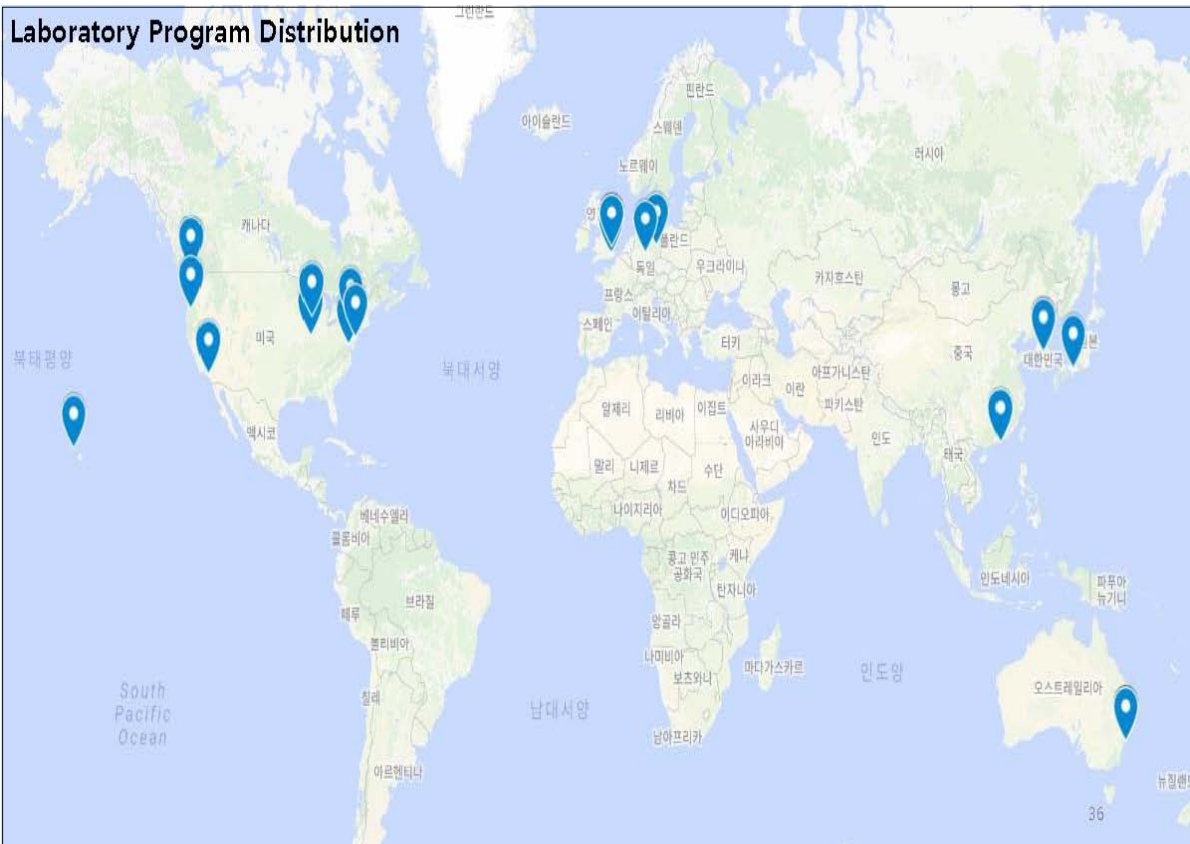 Laboratory Program Distribution
그린란드
핀란드
아이슬란드
스웨덴
노르웨이
러시아
영
캐나다
폴란드
독일
우크라이나
카자흐스탄
몽골
프랑스
이탈리아
스페인
미국
터키
중국
대한민국
일본
북태평양
북대서양
이라크
이란
아프가니스탄
파키스탄
알제리
리비아
이집트
사우디
아라비아
인도
멕시코
태국
말리
니제르
수단
차드
나이지리아
이디오피아
베네수엘라
콜롬비아
콩고 민주
공화국
케냐
인도네시아
파푸아
뉴기니
탄자니아
브라질
페루
앙골라
볼리비아
나미비아
보츠와나
마다가스카르
인도양
오스트레일리아
South
Pacific
Ocean
칠레
남대서양
남아프리카
아르헨티나
뉴질랜드
36